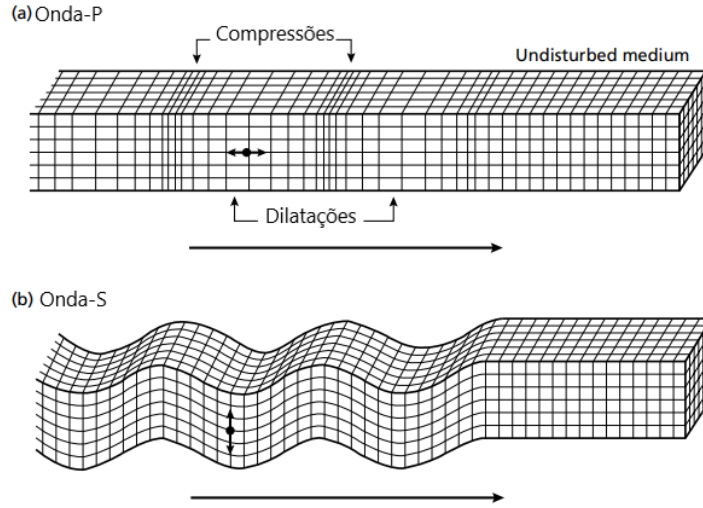 (a) Onda-P
Compressões
Undisturbed medium
Dilatações
(b) Onda-S